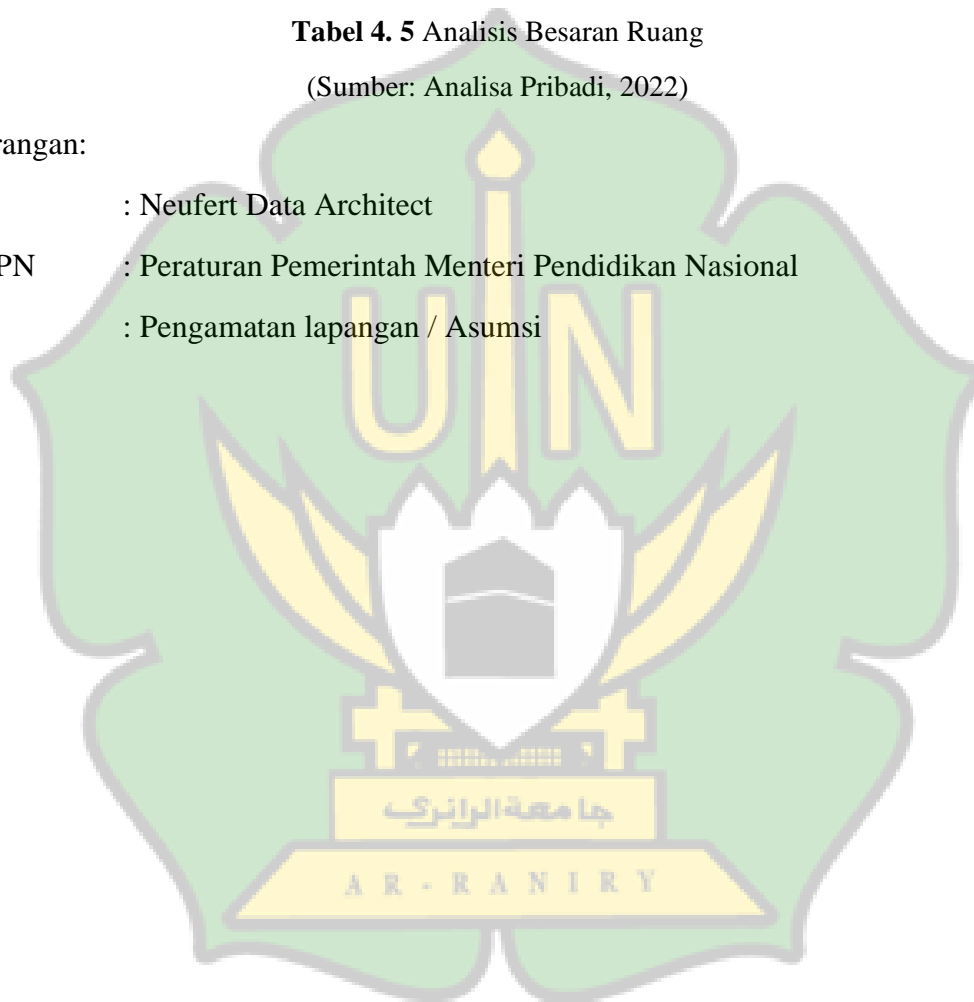 Tabel 4. 5 Analisis Besaran Ruang
(Sumber: Analisa Pribadi, 2022)
rangan:
: Neufert Data Architect
PN : Peraturan Pemerintah Menteri Pendidikan Nasional
: Pengamatan lapangan / Asumsi
UIN
جامعة الرانري
AR-RANIRY